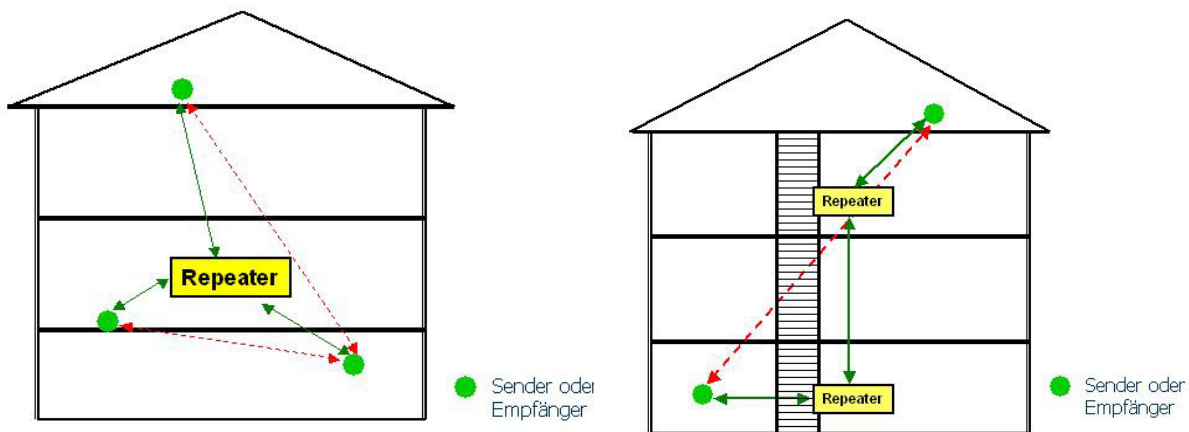 Repeater
Sender oder
Empfänger
Repeater
Repeater
Sender oder
Empfänger